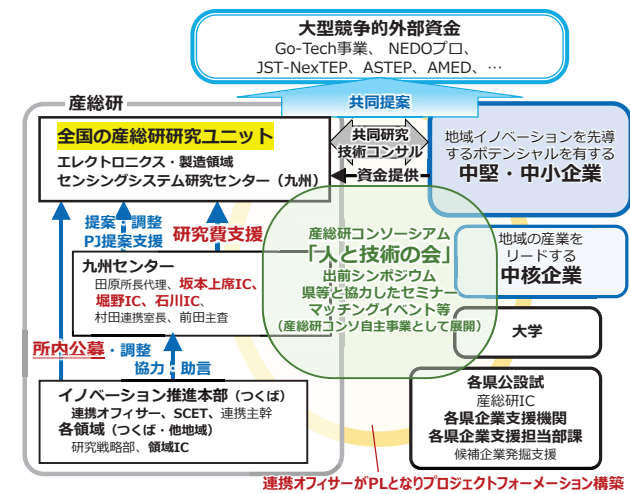 大型競争的外部資金
Go-Tech事業、 NEDOプロ、
JST-NexTEP、ASTEP、AMED、…
共同提案
産総研
全国の産総研研究ユニット
エレクトロニクス・製造領域
センシングシステム研究センター（九州）
共同研究
技術コンサル
資金提供
地域イノベーションを先導
するポテンシャルを有する
中堅・中小企業
提案・調整
PJ提案支援
研究費支援
産総研コンソーシアム
「人と技術の会」
出前シンポジウム
県等と協力したセミナー
マッチングイベント等
（産総研コンソ自主事業として展開）
地域の産業を
リードする
中核企業
九州センター
田原所長代理、坂本上席IC、
堀野IC、石川IC、
村田連携室長、前田主査
大学
所内公募・調整
協力・助言
イノベーション推進本部（つくば）
連携オフィサー、SCET、連携主幹
各領域（つくば・他地域）
研究戦略部、領域IC
各県公設試
産総研IC
各県企業支援機関
各県企業支援担当部課
候補企業発掘支援
連携オフィサーがPLとなりプロジェクトフォーメーション構築